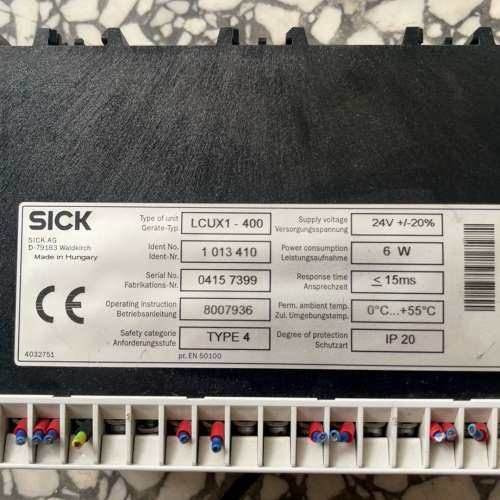 SICK
SICK AG
D-79183 Waldkirch
Made in Hungary
CE
4032751
Type of unit
Geräte-Typ.
LCUX1 - 400
Ident No.
Ident-Nr.
1 013 410
Serial No.
Fabrikations-Nr.
0415 7399
Operating instruction
Betriebsanleitung
8007936
Safety category
Anforderungsstufe
TYPE 4
pr. EN 50100
Supply voltage
Versorgungsspannung
24V +/-20%
Power consumption
Leistungsaufnahme
6 W
Response time
Ansprechzeit
≤ 15ms
Perm. ambient temp.
Zul. Umgebungstemp.
0°C...+55°C
Degree of protection
Schutzart
IP 20